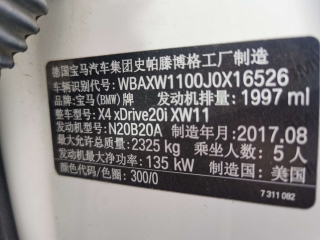 德国宝马汽车集团史帕滕博格工厂制造
车辆识别代号: WBAXW1100J0X16526
品牌: 宝马(BMW)牌 发动机排量: 1997 ml
整车型号: X4 xDrive20i XW11
发动机型号: N20B20A 制造年月: 2017.08
最大允许总质量: 2325 kg 乘坐人数: 5 人
最大净功率: 135 kW 制造国: 美国
颜色代码/色圈: 300/0
7 311 082